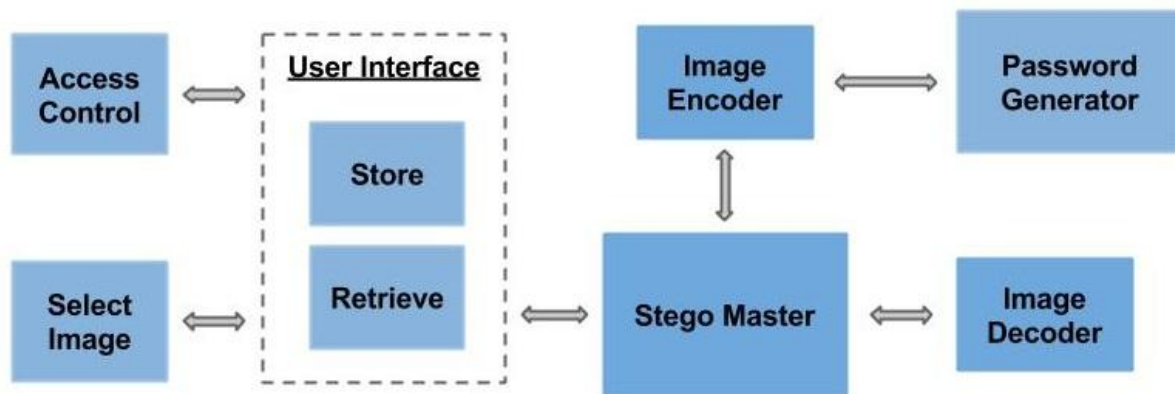 Access
Control
User Interface
Store
Retrieve
Select
Image
Image
Encoder
Password
Generator
Stego Master
Image
Decoder